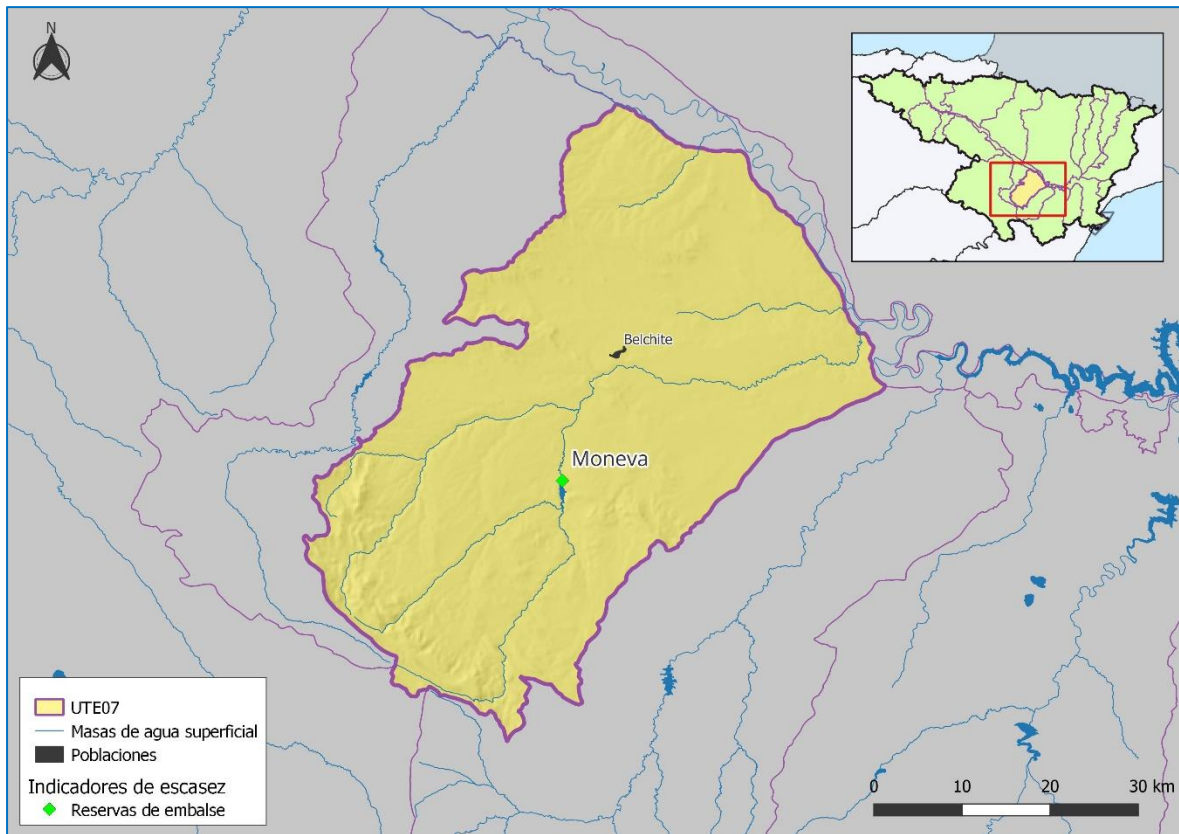 N
Belchite
Moneva
UTE07
Masas de agua superficial
Poblaciones
Indicadores de escasez
Reservas de embalse
0 10 20 30 km